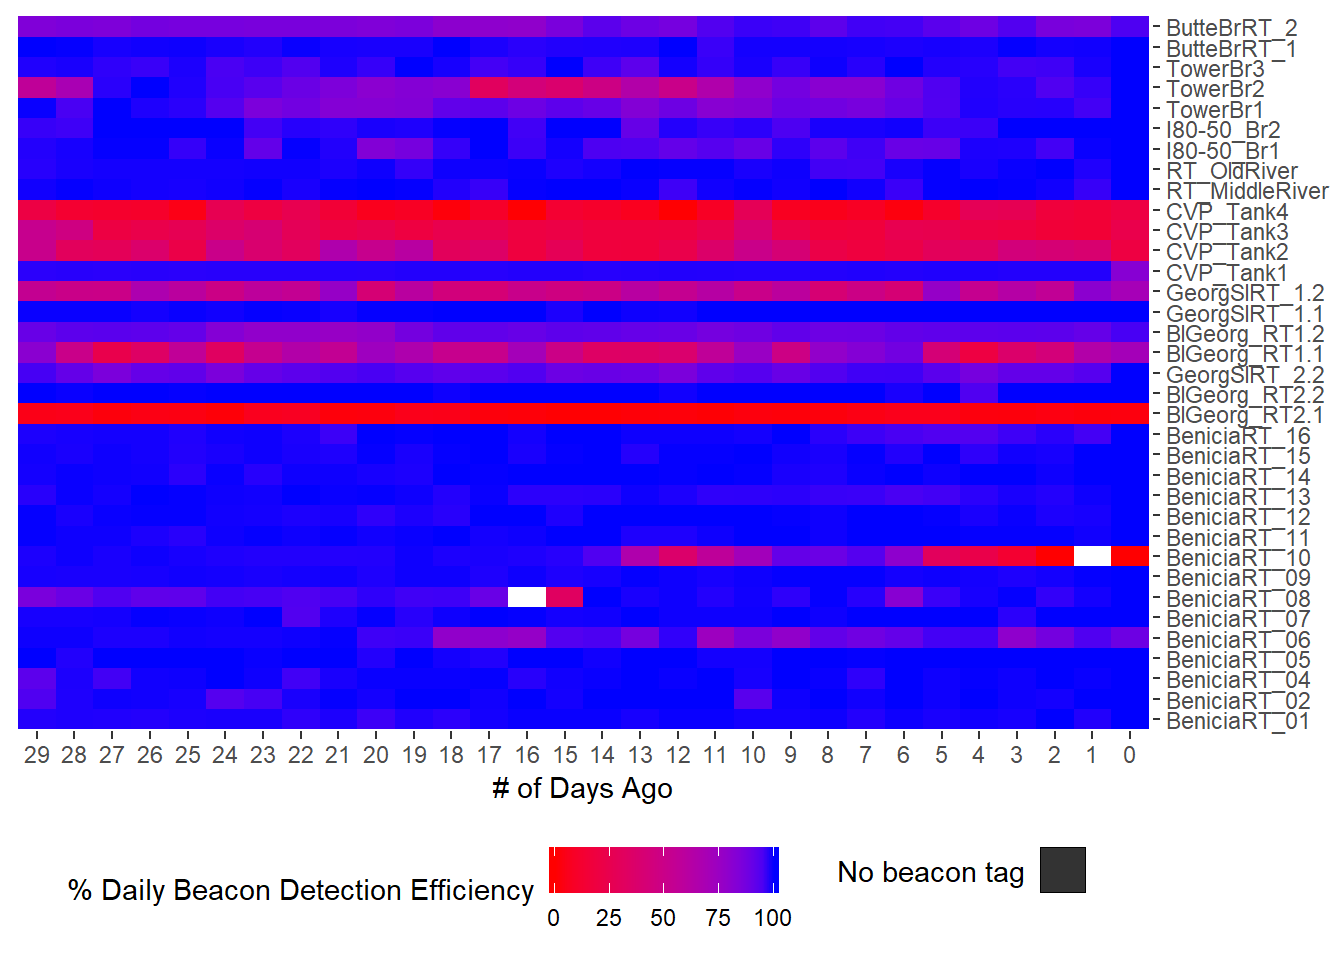 ButteBrRT_2
ButteBrRT_1
TowerBr3
TowerBr2
TowerBr1
I80-50_Br2
I80-50_Br1
RT_OldRiver
RT_MiddleRiver
CVP_Tank4
CVP_Tank3
CVP_Tank2
CVP_Tank1
GeorgSlRT_1.2
GeorgSlRT_1.1
BlGeorg_RT1.2
BlGeorg_RT1.1
GeorgSlRT_2.2
BlGeorg_RT2.2
BlGeorg_RT2.1
BeniciaRT_16
BeniciaRT_15
BeniciaRT_14
BeniciaRT_13
BeniciaRT_12
BeniciaRT_11
BeniciaRT_10
BeniciaRT_09
BeniciaRT_08
BeniciaRT_07
BeniciaRT_06
BeniciaRT_05
BeniciaRT_04
BeniciaRT_02
BeniciaRT_01
29 28 27 26 25 24 23 22 21 20 19 18 17 16 15 14 13 12 11 10 9 8 7 6 5 4 3 2 1 0
# of Days Ago
% Daily Beacon Detection Efficiency
0 25 50 75 100
No beacon tag